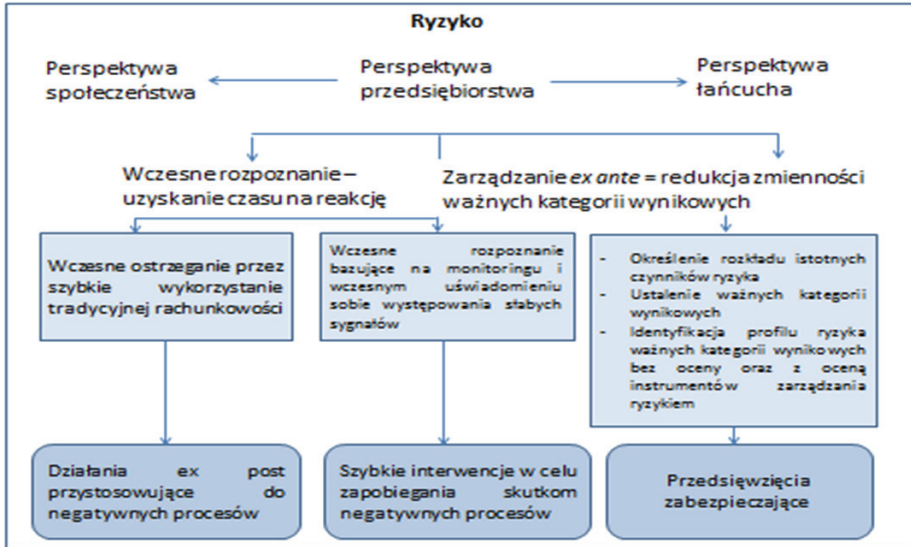 Ryzyko
Perspektywa
społeczeństwa
Perspektywa
przedsiębiorstwa
Perspektywa
łańcucha
Wczesne rozpoznanie –
uzyskanie czasu na reakcję
Zarządzanie ex ante = redukcja zmienności
ważnych kategorii wynikowych
Wczesne ostrzeganie przez
szybkie wykorzystanie
tradycyjnej rachunkowości
Wczesne rozpoznanie
bazujące na monitoringu i
wczesnym uświadomieniu
sobie występowania słabych
sygnałów
- Określenie rozkładu istotnych
czynników ryzyka
- Ustalenie ważnych kategorii
wynikowych
- Identyfikacja profilu ryzyka
ważnych kategorii wynikowych
bez oceny oraz z oceną
instrumentów zarządzania
ryzykiem
Działania ex post
przystosowujące do
negatywnych procesów
Szybkie interwencje w celu
zapobiegania skutkom
negatywnych procesów
Przedsięwzięcia
zabezpieczające